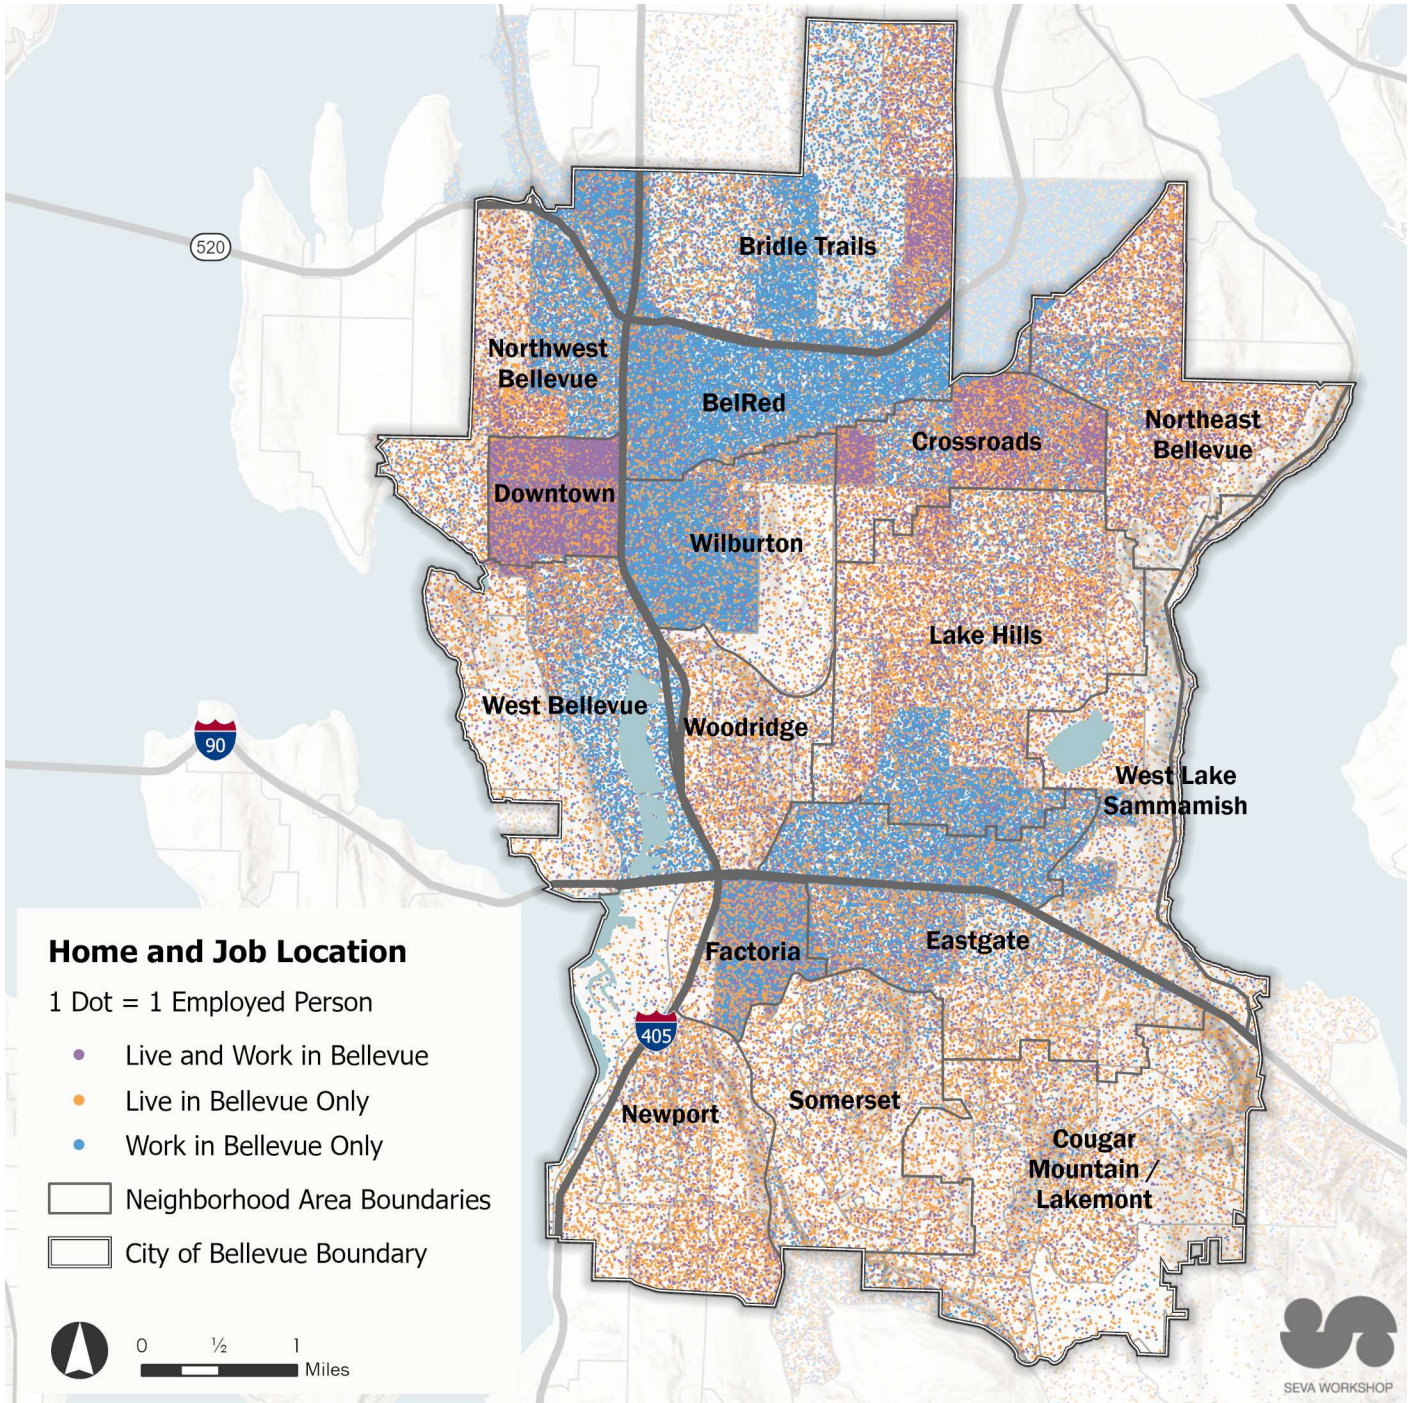 520
Bridle Trails
Northwest
Bellevue
BelRed
Crossroads
Northeast
Bellevue
Downtown
Wilburton
Lake Hills
West Bellevue
Woodridge
90
West Lake
Sammamish
Factoria
Eastgate
405
Newport
Somerset
Cougar
Mountain /
Lakemont
Home and Job Location
1 Dot = 1 Employed Person
Live and Work in Bellevue
Live in Bellevue Only
Work in Bellevue Only
Neighborhood Area Boundaries
City of Bellevue Boundary
0 ½ 1
Miles
SEVA WORKSHOP